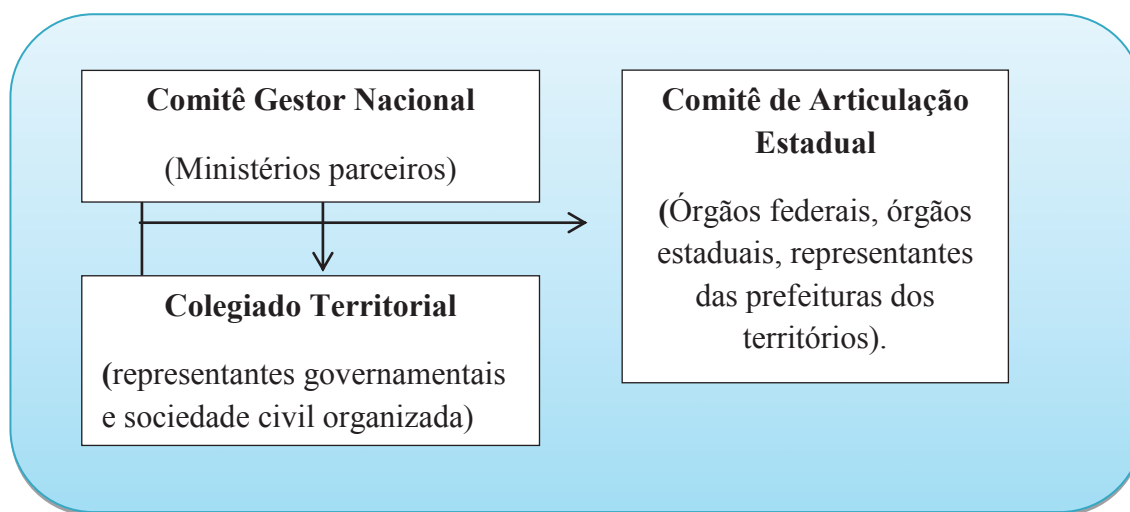 Comitê Gestor Nacional
(Ministérios parceiros)
Colegiado Territorial
(representantes governamentais
e sociedade civil organizada)
Comitê de Articulação
Estadual
(Órgãos federais, órgãos
estaduais, representantes
das prefeituras dos
territórios).